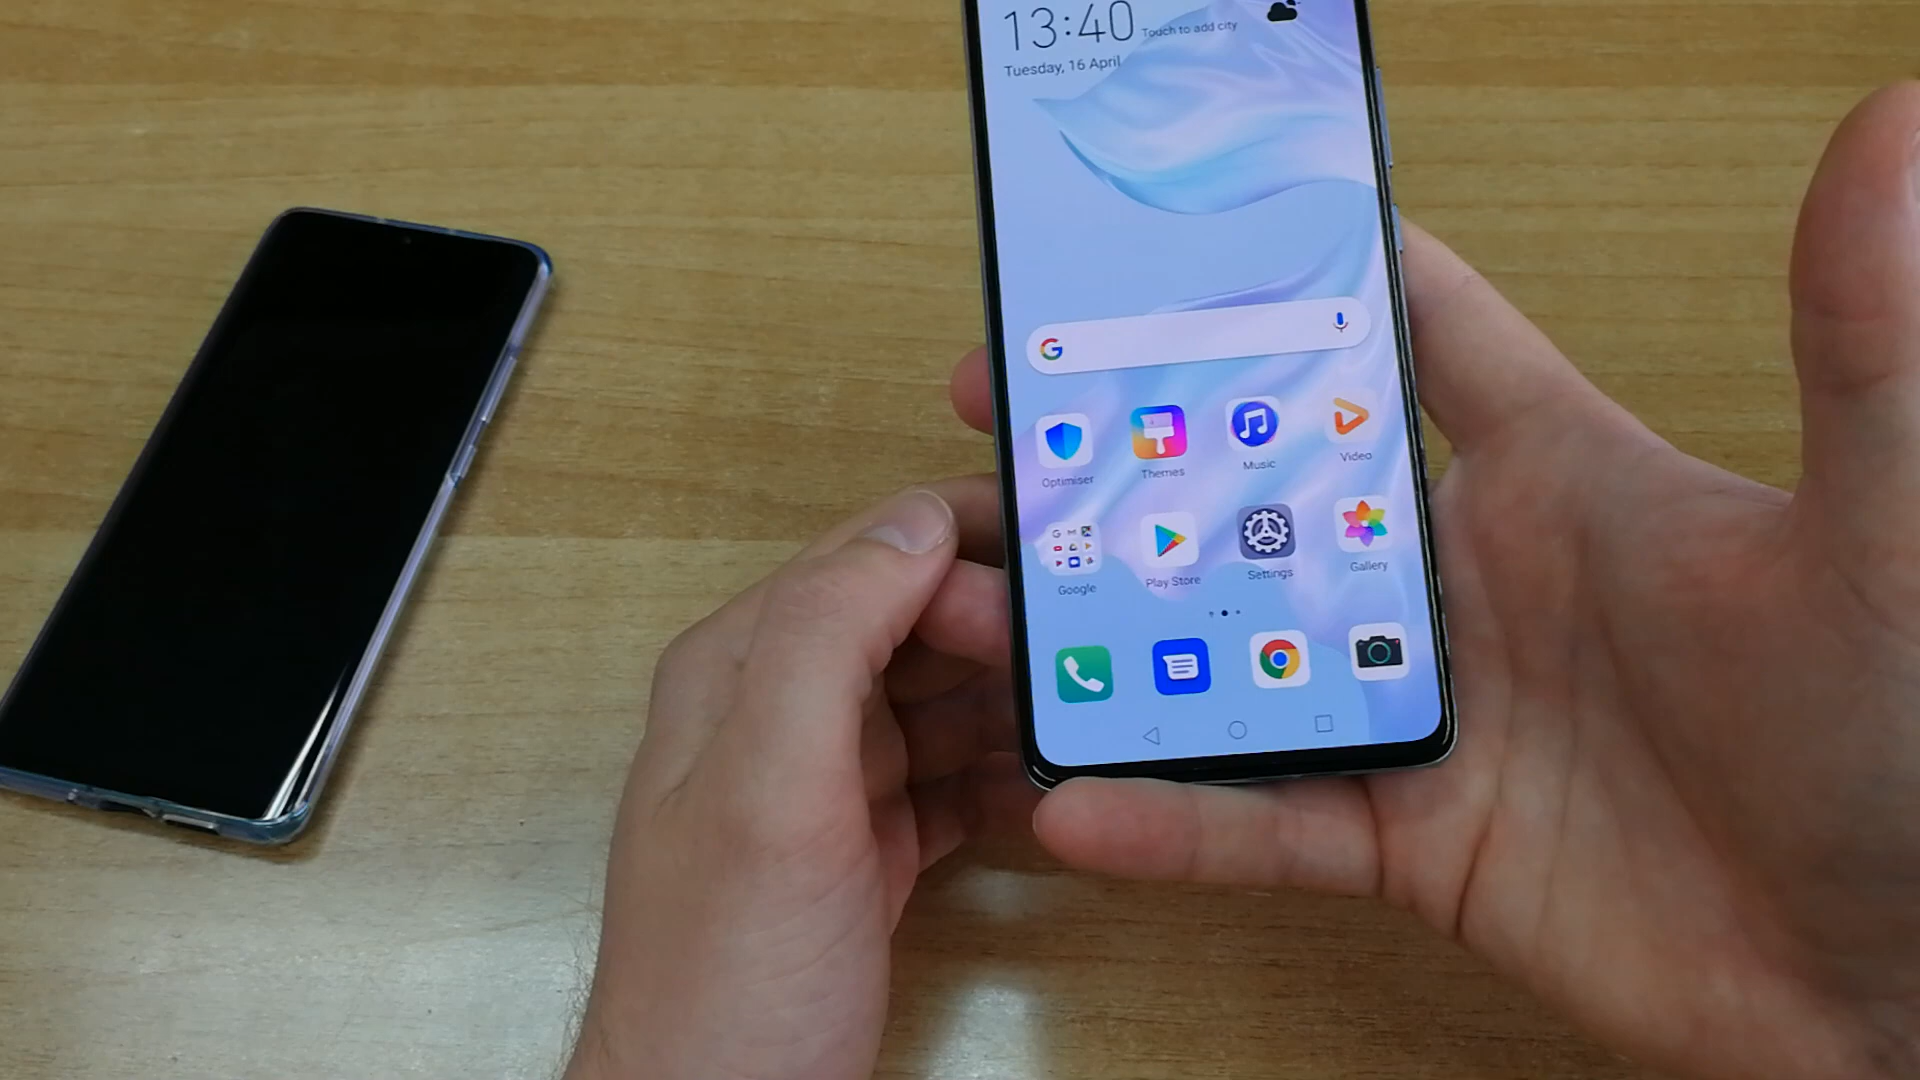 13:40 Touch to add city
Tuesday, 16 April
G
Optimiser Themes Music Video
Google Play Store Settings Gallery